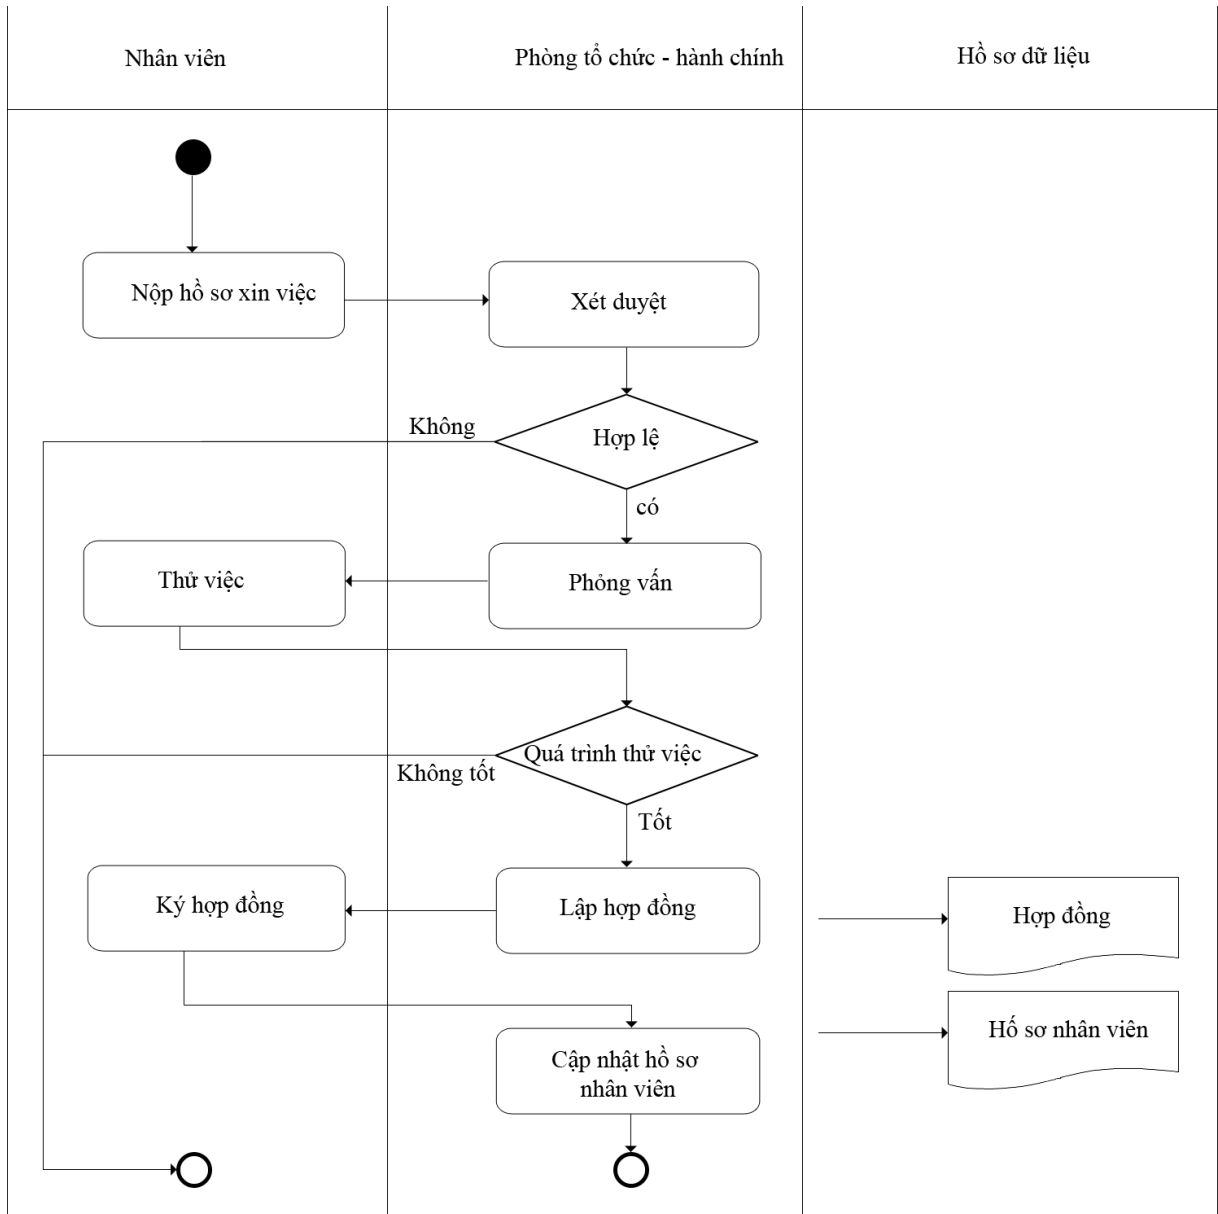 Nhân viên
Phòng tổ chức - hành chính
Hồ sơ dữ liệu
Nộp hồ sơ xin việc
Xét duyệt
Không
Hợp lệ
có
Thử việc
Phỏng vấn
Quá trình thử việc
Không tốt
Tốt
Ký hợp đồng
Lập hợp đồng
Hợp đồng
Hố sơ nhân viên
Cập nhật hồ sơ
nhân viên